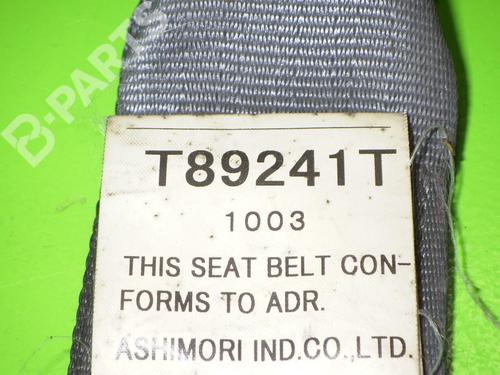 B-PARTS
T89241T
1003
THIS SEAT BELT CON-
FORMS TO ADR.
ASHIMORI IND.CO.,LTD.